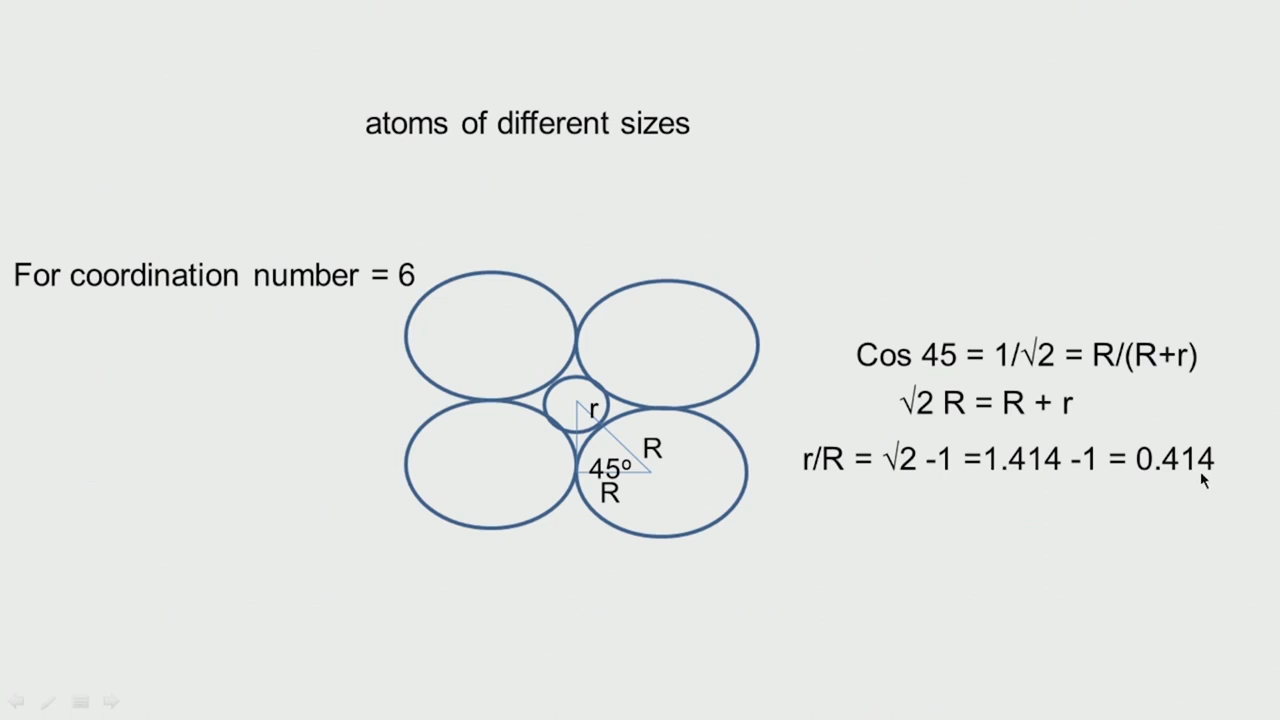 atoms of different sizes
For coordination number = 6
Cos 45 = 1/√2 = R/(R+r)
√2 R = R + r
r/R = √2 -1 =1.414 -1 = 0.414
r
R
45º
R